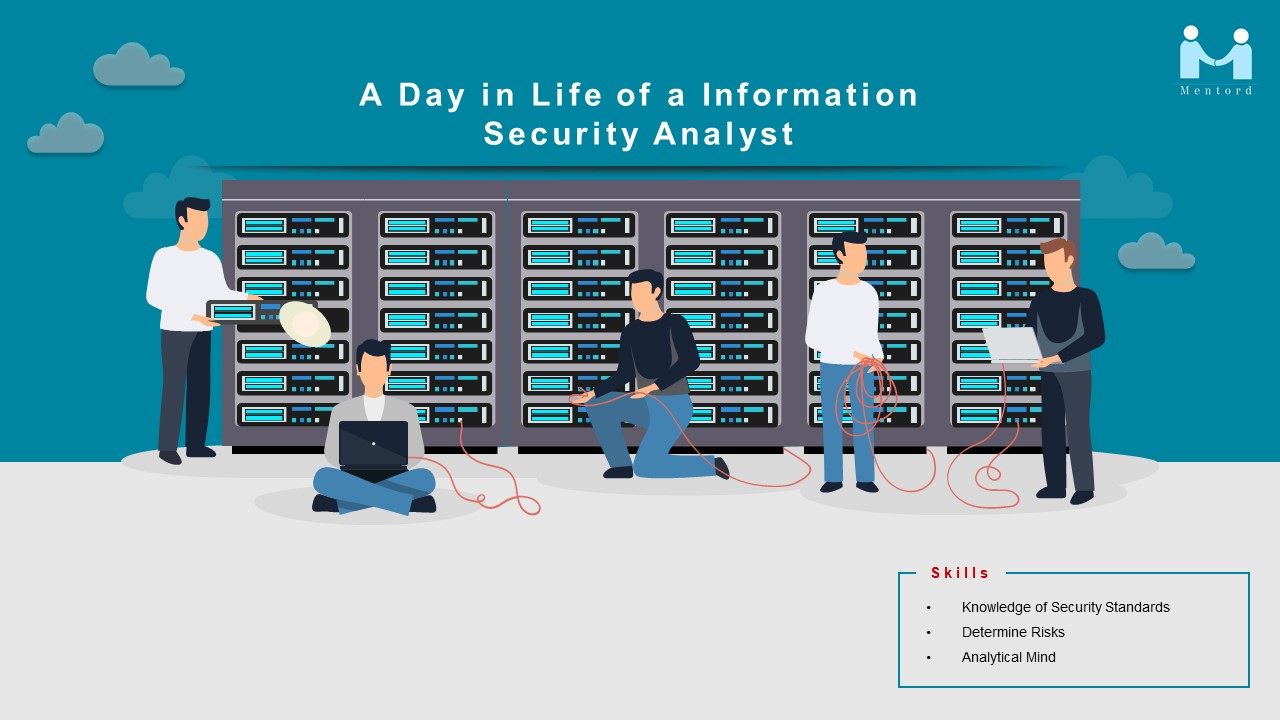 Mentord
A Day in Life of a Information
Security Analyst
Skills
• Knowledge of Security Standards
• Determine Risks
• Analytical Mind